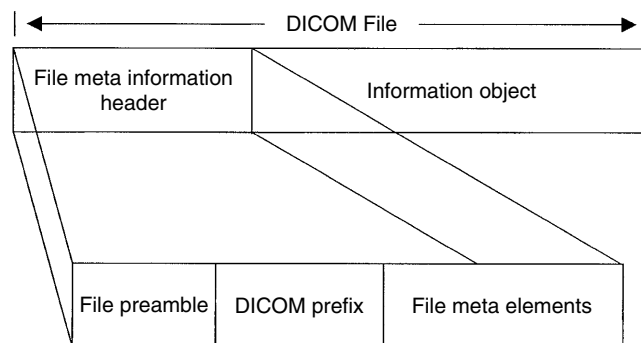 DICOM File
File meta information
header
Information object
File preamble
DICOM prefix
File meta elements